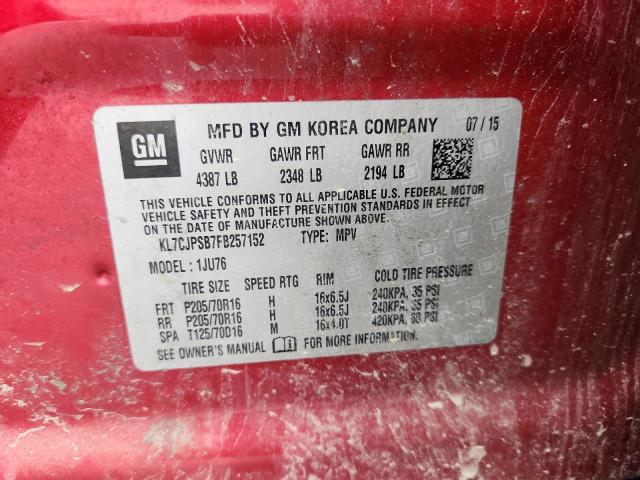 GM MFD BY GM KOREA COMPANY 07 / 15
GVWR GAWR FRT GAWR RR
4387 LB 2348 LB 2194 LB
THIS VEHICLE CONFORMS TO ALL APPLICABLE U.S. FEDERAL MOTOR
VEHICLE SAFETY AND THEFT PREVENTION STANDARDS IN EFFECT ON
THE DATE OF MANUFACTURE SHOWN ABOVE.
KL7CJPSB7FB257152 TYPE: MPV
MODEL: 1JU76
TIRE SIZE SPEED RTG RIM COLD TIRE PRESSURE
FRT P205/70R16 H 16x6.5J 240KPA, 35 PSI
RR P205/70R16 H 16x6.5J 240KPA, 35 PSI
SPA T125/70D16 M 16x4.0T 420KPA, 60 PSI
SEE OWNER'S MANUAL i FOR MORE INFORMATION.